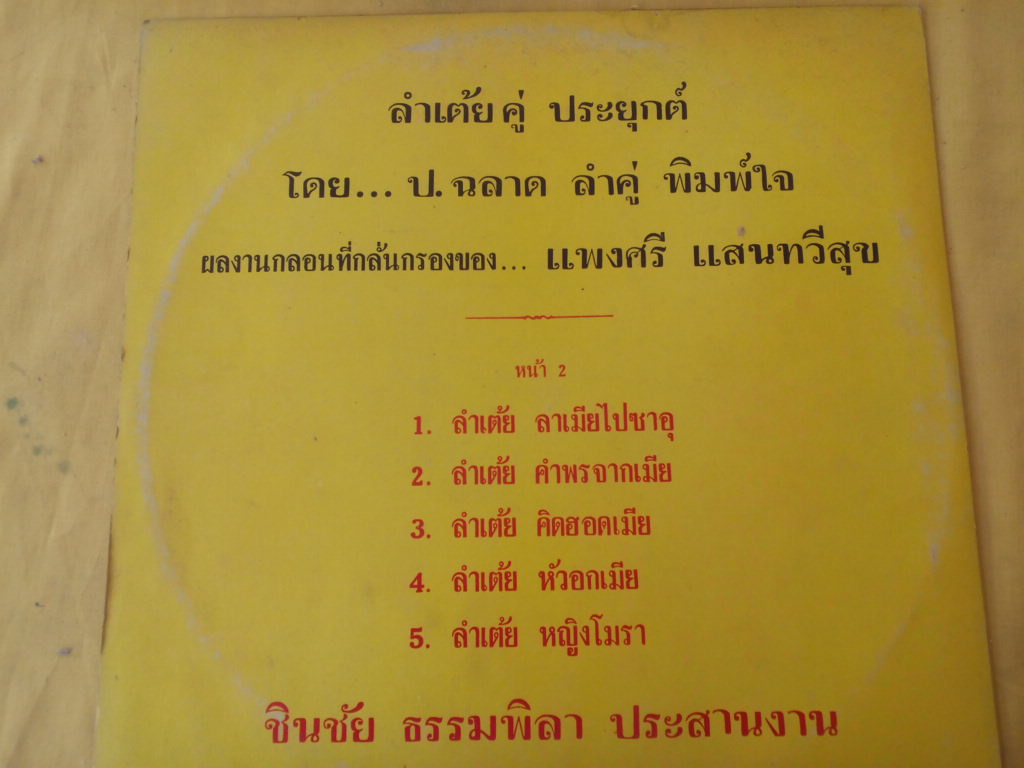 ลำเต้ยคู่ ประยุกต์
โดย... ป.ฉลาด ลำคู่ พิมพ์ใจ
ผลงานกลอนที่กลั่นกรองของ... แพงศรี แสนทวีสุข
หน้า 2
1. ลำเต้ย ลาเมียไปซาอุ
2. ลำเต้ย คำพรจากเมีย
3. ลำเต้ย คิดฮอดเมีย
4. ลำเต้ย หัวอกเมีย
5. ลำเต้ย หญิงโมรา
ชินชัย ธรรมพิลา ประสานงาน